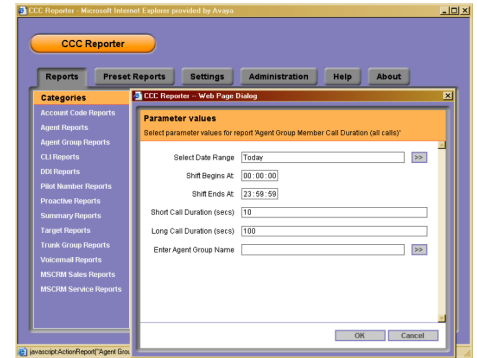 CCC Reporter - Microsoft Internet Explorer provided by Avaya
CCC Reporter
Reports
Preset Reports
Settings
Administration
Help
About
Categories
Account Code Reports
Agent Reports
Agent Group Reports
CLI Reports
DDI Reports
Pilot Number Reports
Proactive Reports
Summary Reports
Target Reports
Trunk Group Reports
Voicemail Reports
MSCRM Sales Reports
MSCRM Service Reports
CCC Reporter -- Web Page Dialog
Parameter values
Select parameter values for report 'Agent Group Member Call Duration (all calls)'
Select Date Range Today >>
Shift Begins At: 00:00:00
Shift Ends At: 23:59:59
Short Call Duration (secs) 10
Long Call Duration (secs) 100
Enter Agent Group Name >>
OK Cancel
javascript:ActionReport("Agent Grou